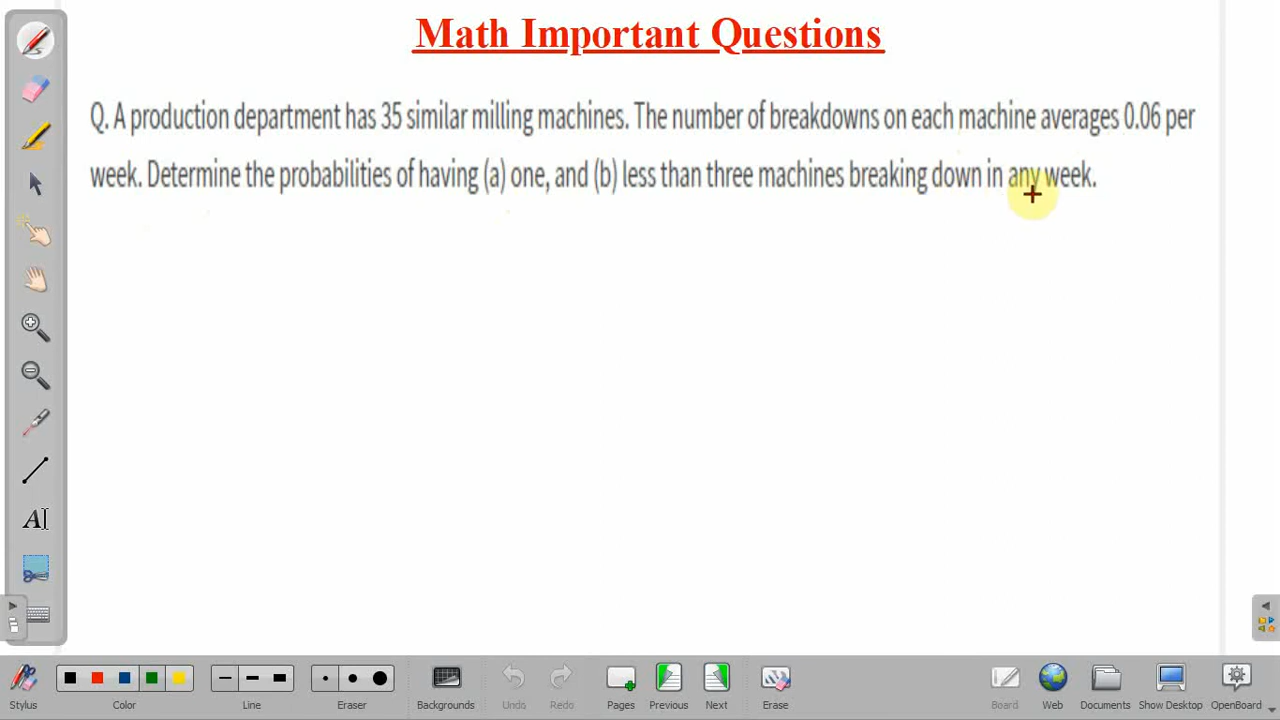 Math Important Questions
Q. A production department has 35 similar milling machines. The number of breakdowns on each machine averages 0.06 per
week. Determine the probabilities of having (a) one, and (b) less than three machines breaking down in any week.
A
Stylus
Color
Line
Eraser
Backgrounds
Undo
Redo
Pages
Previous
Next
Erase
Board
Web
Documents
Show Desktop
OpenBoard